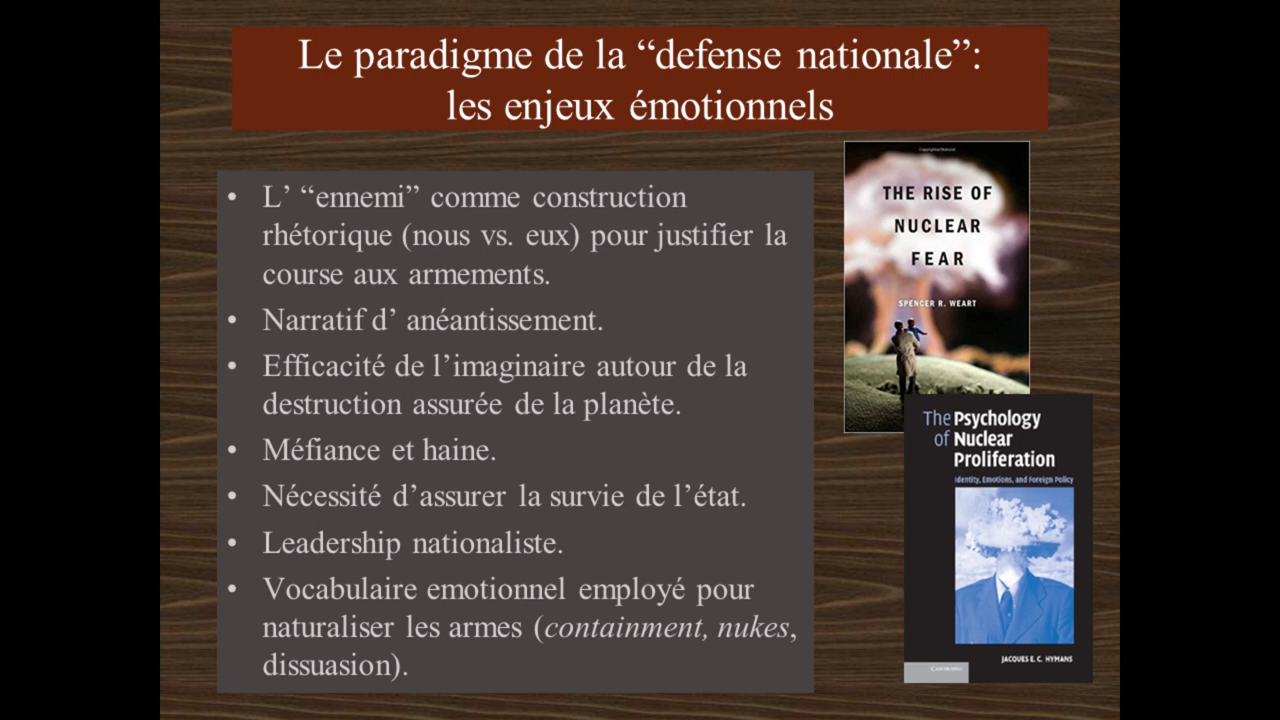 Le paradigme de la “defense nationale”:
les enjeux émotionnels
• L’ “ennemi” comme construction
rhétorique (nous vs. eux) pour justifier la
course aux armements.
• Narratif d’ anéantissement.
• Efficacité de l’imaginaire autour de la
destruction assurée de la planète.
• Méfiance et haine.
• Nécessité d’assurer la survie de l’état.
• Leadership nationaliste.
• Vocabulaire emotionnel employé pour
naturaliser les armes (containment, nukes,
dissuasion).
THE RISE OF
NUCLEAR
FEAR
SPENCER R. WEART
The Psychology
of Nuclear
Proliferation
Identity, Emotions, and Foreign Policy
JACQUES E. C. HYMANS